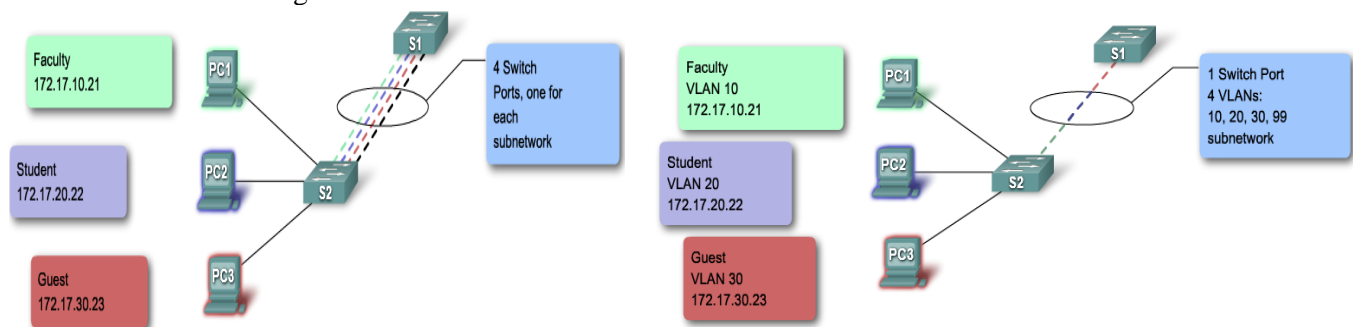 Faculty
172.17.10.21
PC1
S1
4 Switch
Ports, one for
each
subnetwork
Student
172.17.20.22
PC2
S2
Guest
172.17.30.23
PC3
Faculty
VLAN 10
172.17.10.21
PC1
S1
1 Switch Port
4 VLANs:
10, 20, 30, 99
subnetwork
Student
VLAN 20
172.17.20.22
PC2
S2
Guest
VLAN 30
172.17.30.23
PC3